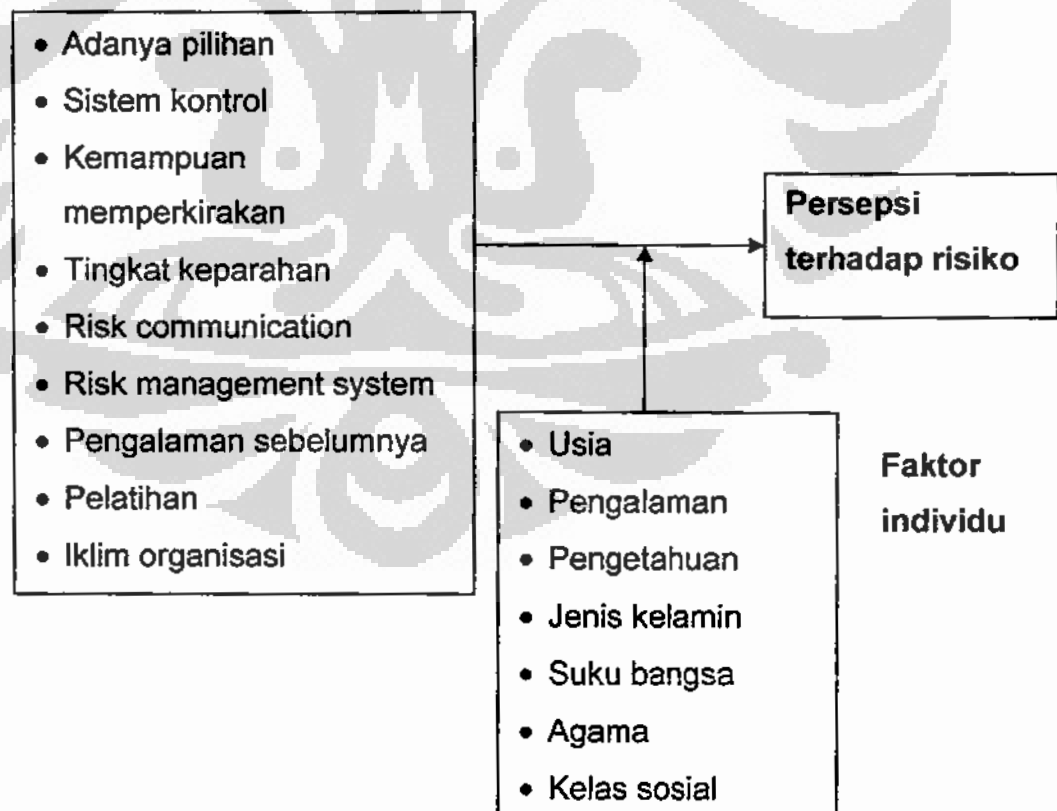 • Adanya pilihan
• Sistem kontrol
• Kemampuan
memperkirakan
• Tingkat keparahan
• Risk communication
• Risk management system
• Pengalaman sebelumnya
• Pelatihan
• Iklim organisasi
Persepsi
terhadap risiko
• Usia
• Pengalaman
• Pengetahuan
• Jenis kelamin
• Suku bangsa
• Agama
• Kelas sosial
Faktor
individu